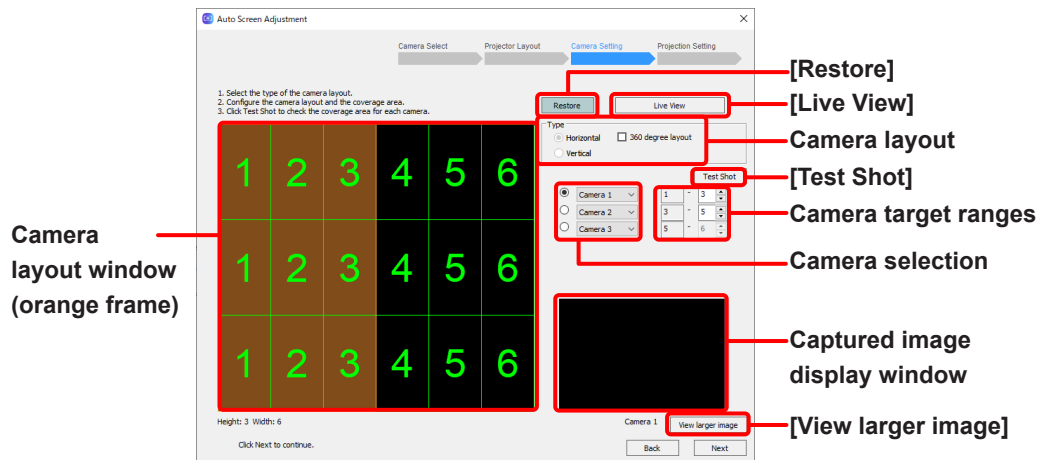 Auto Screen Adjustment
Camera Select
Projector Layout
Camera Setting
Projection Setting
1. Select the type of the camera layout.
2. Configure the camera layout and the coverage area.
3. Click Test Shot to check the coverage area for each camera.
Restore
Live View
Type
Horizontal
360 degree layout
Vertical
Test Shot
Camera 1
1 - 3
Camera 2
3 - 5
Camera 3
5 - 6
1 2 3 4 5 6
1 2 3 4 5 6
1 2 3 4 5 6
Height: 3 Width: 6
Camera 1
View larger image
Click Next to continue.
Back
Next
[Restore]
[Live View]
Camera layout
[Test Shot]
Camera target ranges
Camera selection
Captured image
display window
[View larger image]
Camera
layout window
(orange frame)